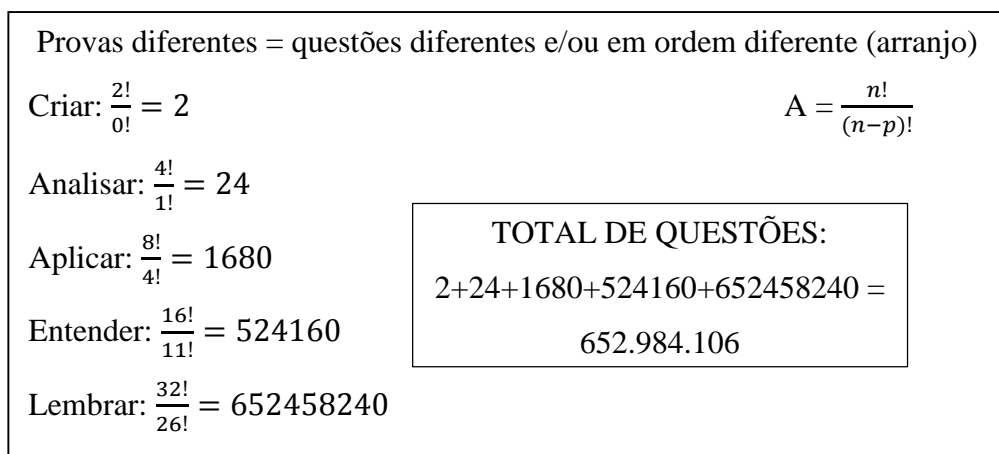 Provas diferentes = questões diferentes e/ou em ordem diferente (arranjo)
Criar: 2!/0! = 2
A = n!/(n−p)!
Analisar: 4!/1! = 24
Aplicar: 8!/4! = 1680
Entender: 16!/11! = 524160
Lembrar: 32!/26! = 652458240
TOTAL DE QUESTÕES:
2+24+1680+524160+652458240 =
652.984.106